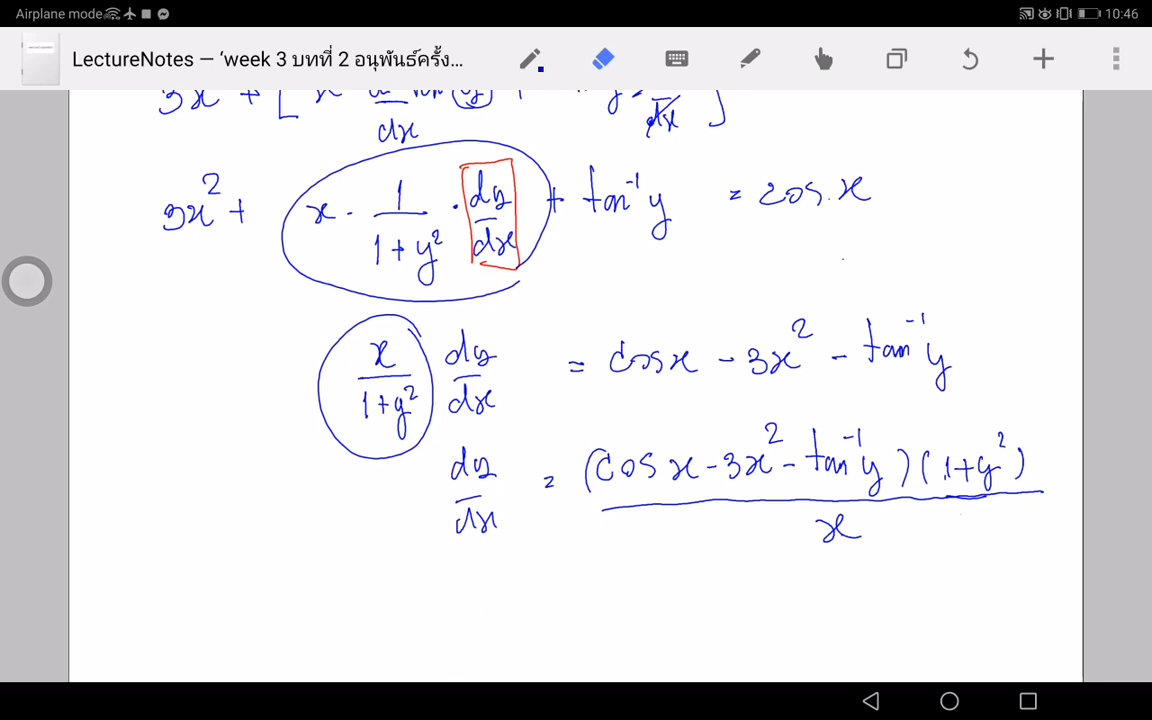 Airplane mode 10:46
LectureNotes – ‘week 3 บทที่ 2 อนุพันธ์ครั้ง...
3x² + x · 1/(1+y²) · dy/dx + tan⁻¹y = cos x
x/(1+y²) dy/dx = cos x - 3x² - tan⁻¹y
dy/dx = (cos x - 3x² - tan⁻¹y)(1+y²)/x